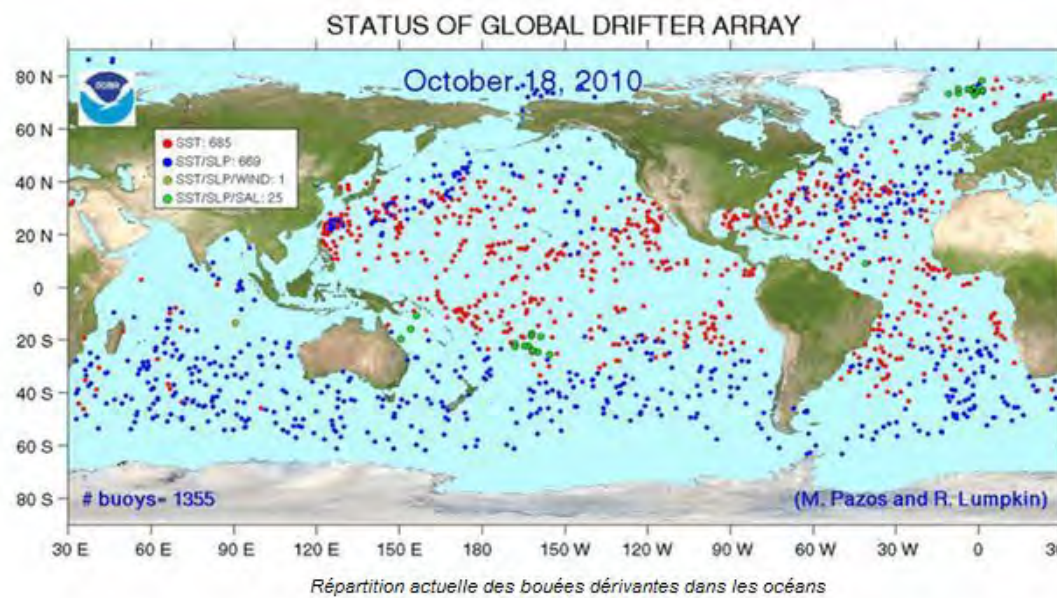 STATUS OF GLOBAL DRIFTER ARRAY
October 18, 2010
NOAA
SST: 685
SST/SLP: 669
SST/SLP/WIND: 1
SST/SLP/SAL: 25
80 N
60 N
40 N
20 N
0
20 S
40 S
60 S
80 S
# buoys= 1355
(M. Pazos and R. Lumpkin)
30 E 60 E 90 E 120 E 150 E 180 150 W 120 W 90 W 60 W 30 W 0
Répartition actuelle des bouées dérivantes dans les océans